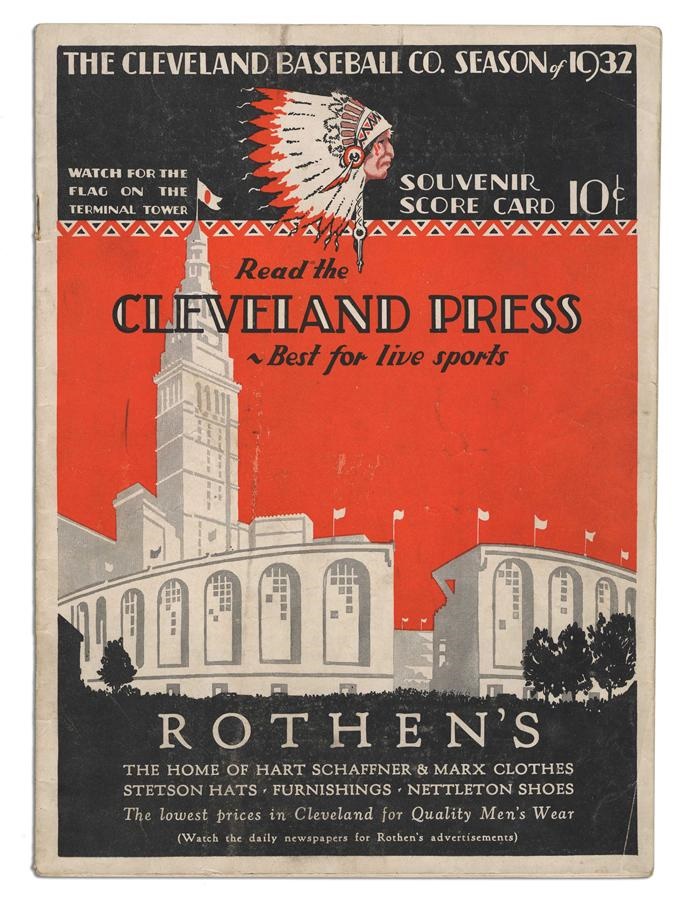 THE CLEVELAND BASEBALL CO. SEASON of 1932
WATCH FOR THE
FLAG ON THE
TERMINAL TOWER
SOUVENIR
SCORE CARD 10¢
Read the
CLEVELAND PRESS
~Best for live sports
ROTHEN'S
THE HOME OF HART SCHAFFNER & MARX CLOTHES
STETSON HATS · FURNISHINGS · NETTLETON SHOES
The lowest prices in Cleveland for Quality Men's Wear
(Watch the daily newspapers for Rothen's advertisements)